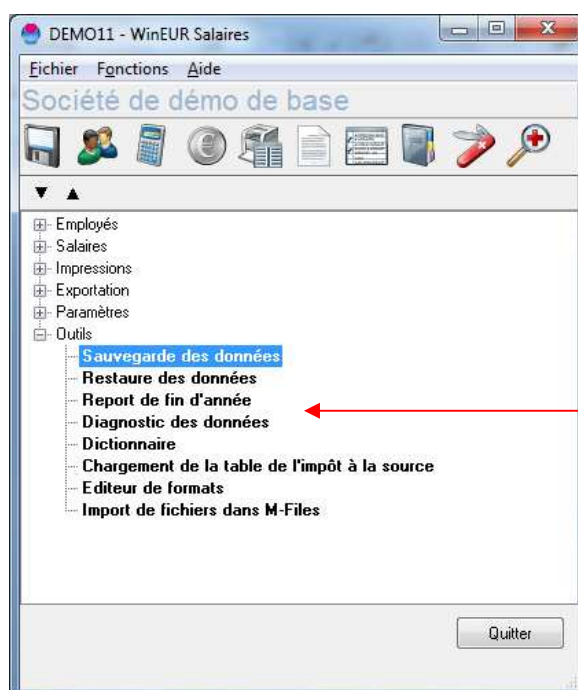 DEMO11 - WinEUR Salaires
Fichier Fonctions Aide
Société de démo de base
Employés
Salaires
Impressions
Exportation
Paramètres
Outils
Sauvegarde des données
Restaure des données
Report de fin d'année
Diagnostic des données
Dictionnaire
Chargement de la table de l'impôt à la source
Editeur de formats
Import de fichiers dans M-Files
Quitter